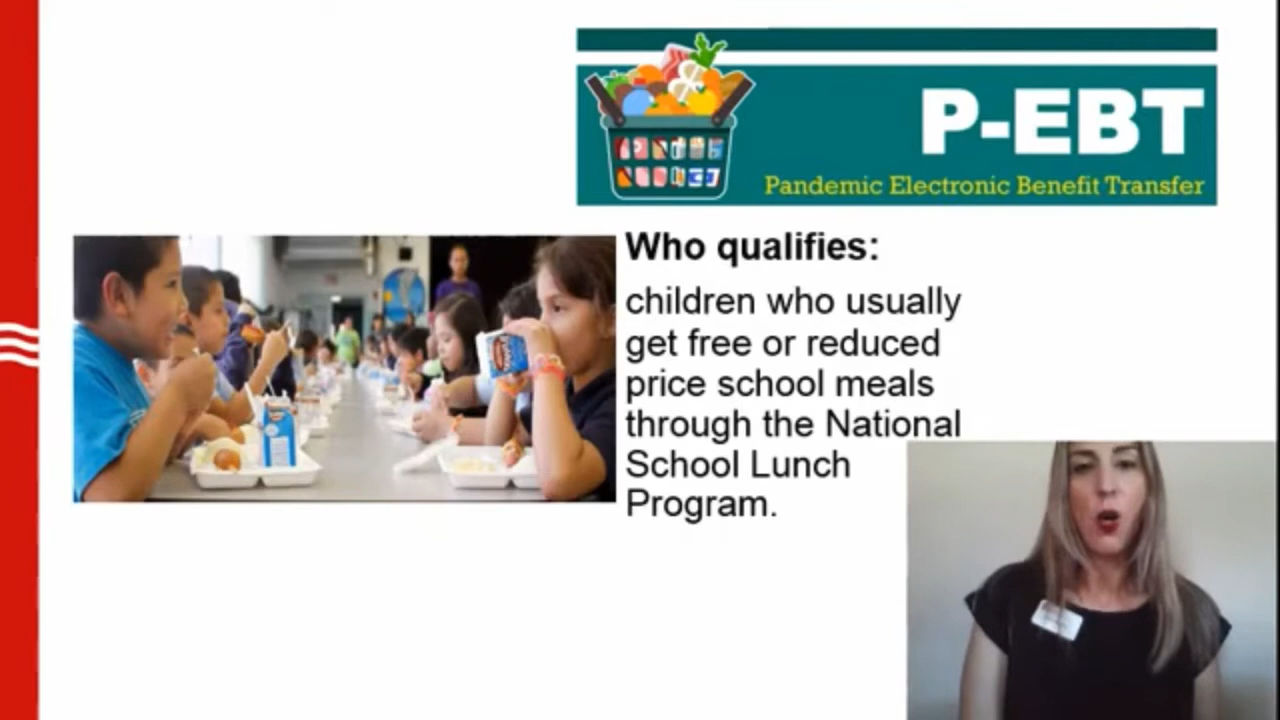 P-EBT
Pandemic Electronic Benefit Transfer
Who qualifies:
children who usually
get free or reduced
price school meals
through the National
School Lunch
Program.